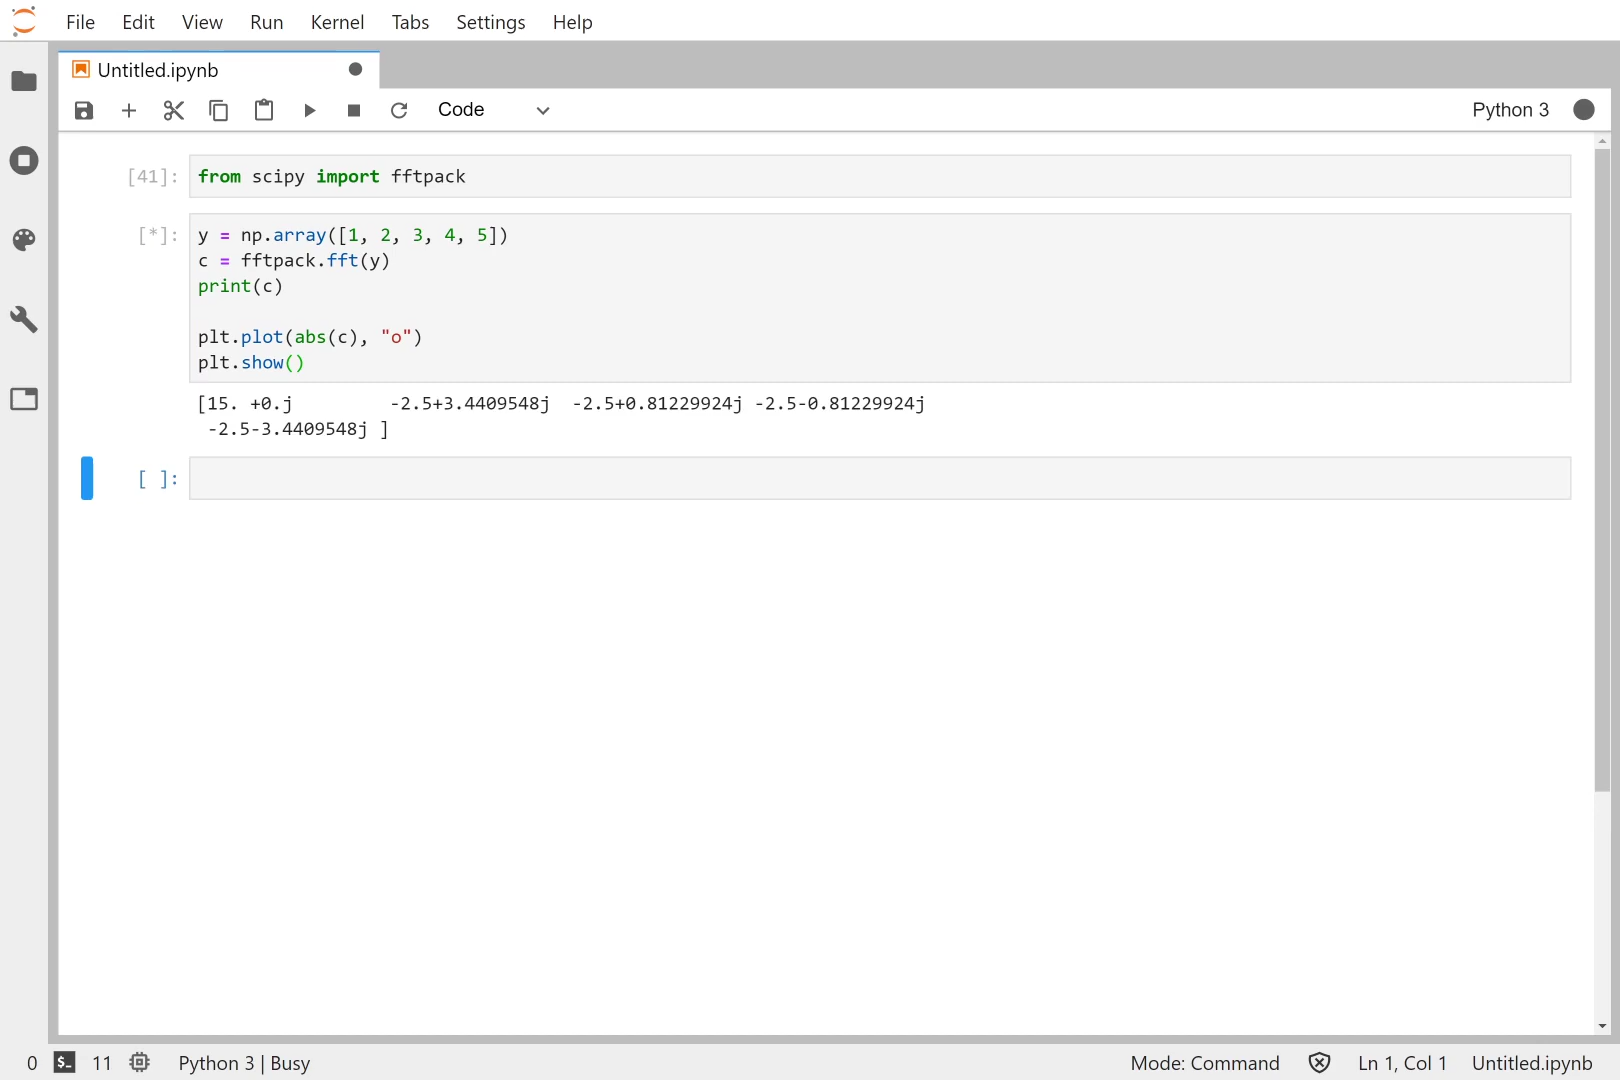 File Edit View Run Kernel Tabs Settings Help
Untitled.ipynb
Code Python 3
[41]: from scipy import fftpack
[*]: y = np.array([1, 2, 3, 4, 5])
c = fftpack.fft(y)
print(c)
plt.plot(abs(c), "o")
plt.show()
[15. +0.j         -2.5+3.4409548j  -2.5+0.81229924j -2.5-0.81229924j
 -2.5-3.4409548j ]
[ ]:
0 $_ 11 Python 3 | Busy Mode: Command Ln 1, Col 1 Untitled.ipynb